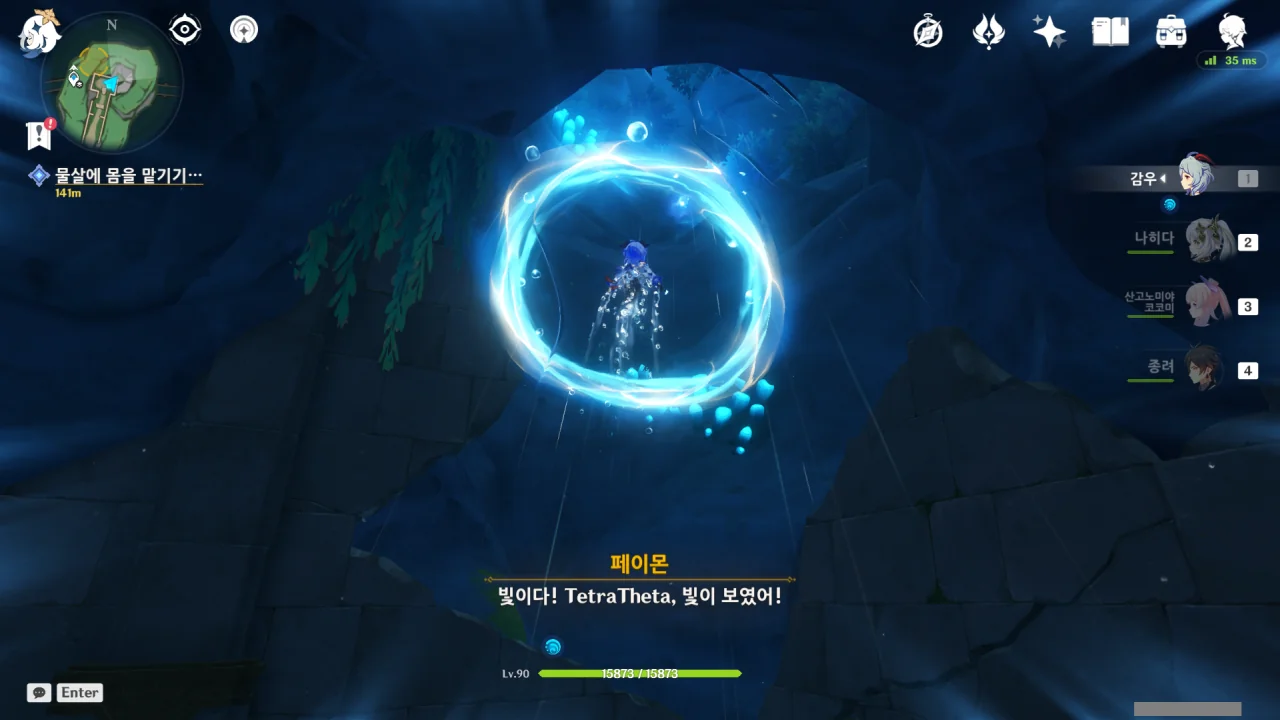 N
35 ms
물살에 몸을 맡기기…
141m
감우
1
나히다
2
산고노미야
코코미
3
종려
4
페이몬
빛이다! TetraTheta, 빛이 보였어!
Lv.90
15873 / 15873
Enter